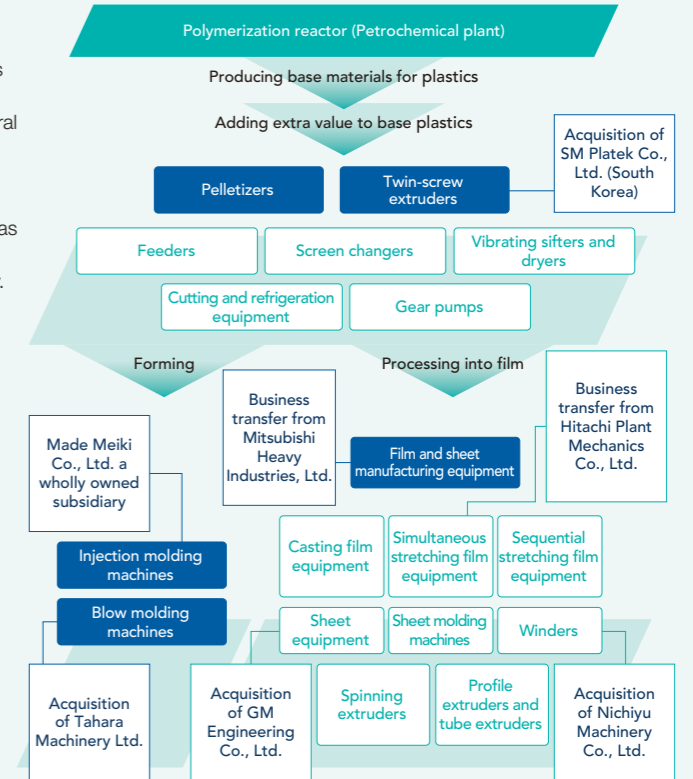 s
ral
as
Polymerization reactor (Petrochemical plant)
Producing base materials for plastics
Adding extra value to base plastics
Acquisition of
SM Platek Co.,
Ltd. (South
Korea)
Pelletizers
Twin-screw
extruders
Feeders
Screen changers
Vibrating sifters and
dryers
Cutting and refrigeration
equipment
Gear pumps
Forming
Processing into film
Made Meiki
Co., Ltd. a
wholly owned
subsidiary
Business
transfer from
Mitsubishi
Heavy
Industries, Ltd.
Film and sheet
manufacturing equipment
Business
transfer from
Hitachi Plant
Mechanics
Co., Ltd.
Injection molding
machines
Blow molding
machines
Casting film
equipment
Simultaneous
stretching film
equipment
Sequential
stretching film
equipment
Sheet
equipment
Sheet molding
machines
Winders
Acquisition
of Tahara
Machinery Ltd.
Acquisition
of GM
Engineering
Co., Ltd.
Spinning
extruders
Profile
extruders and
tube extruders
Acquisition
of Nichiyu
Machinery
Co., Ltd.